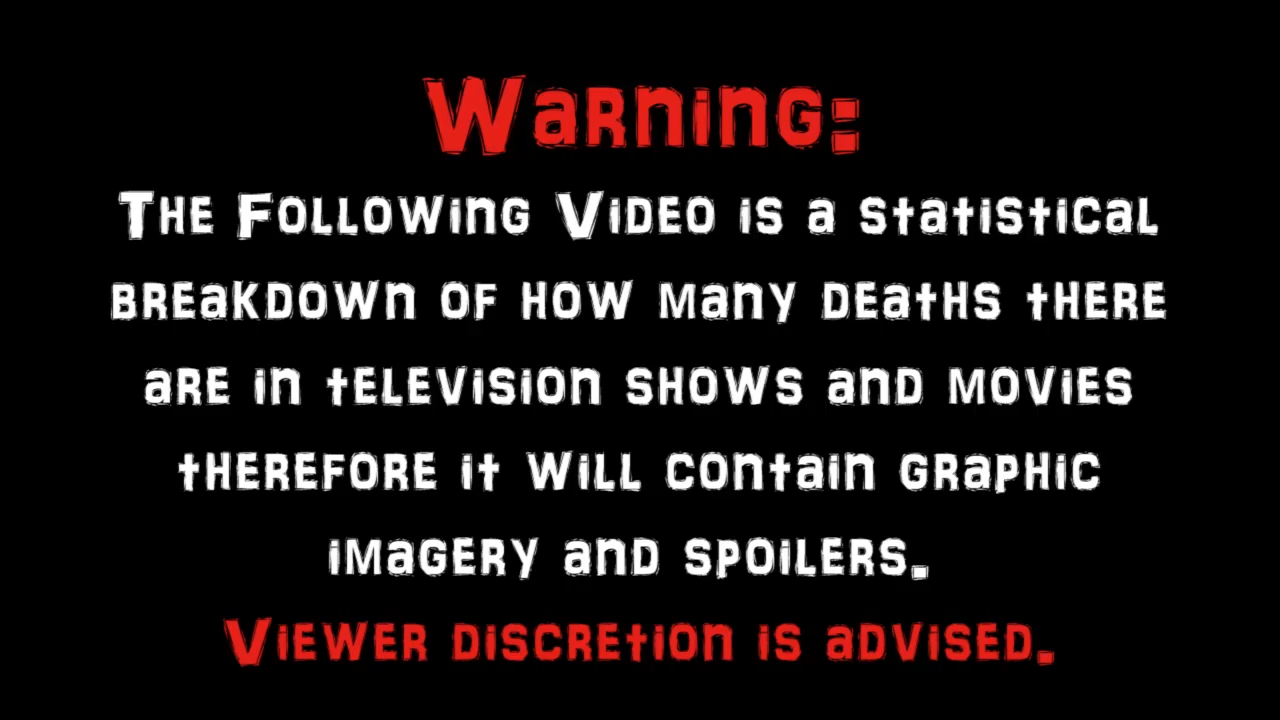 Warning:
The Following Video is a statistical
breakdown of how many deaths there
are in television shows and movies
therefore it will contain graphic
imagery and spoilers.
Viewer discretion is advised.